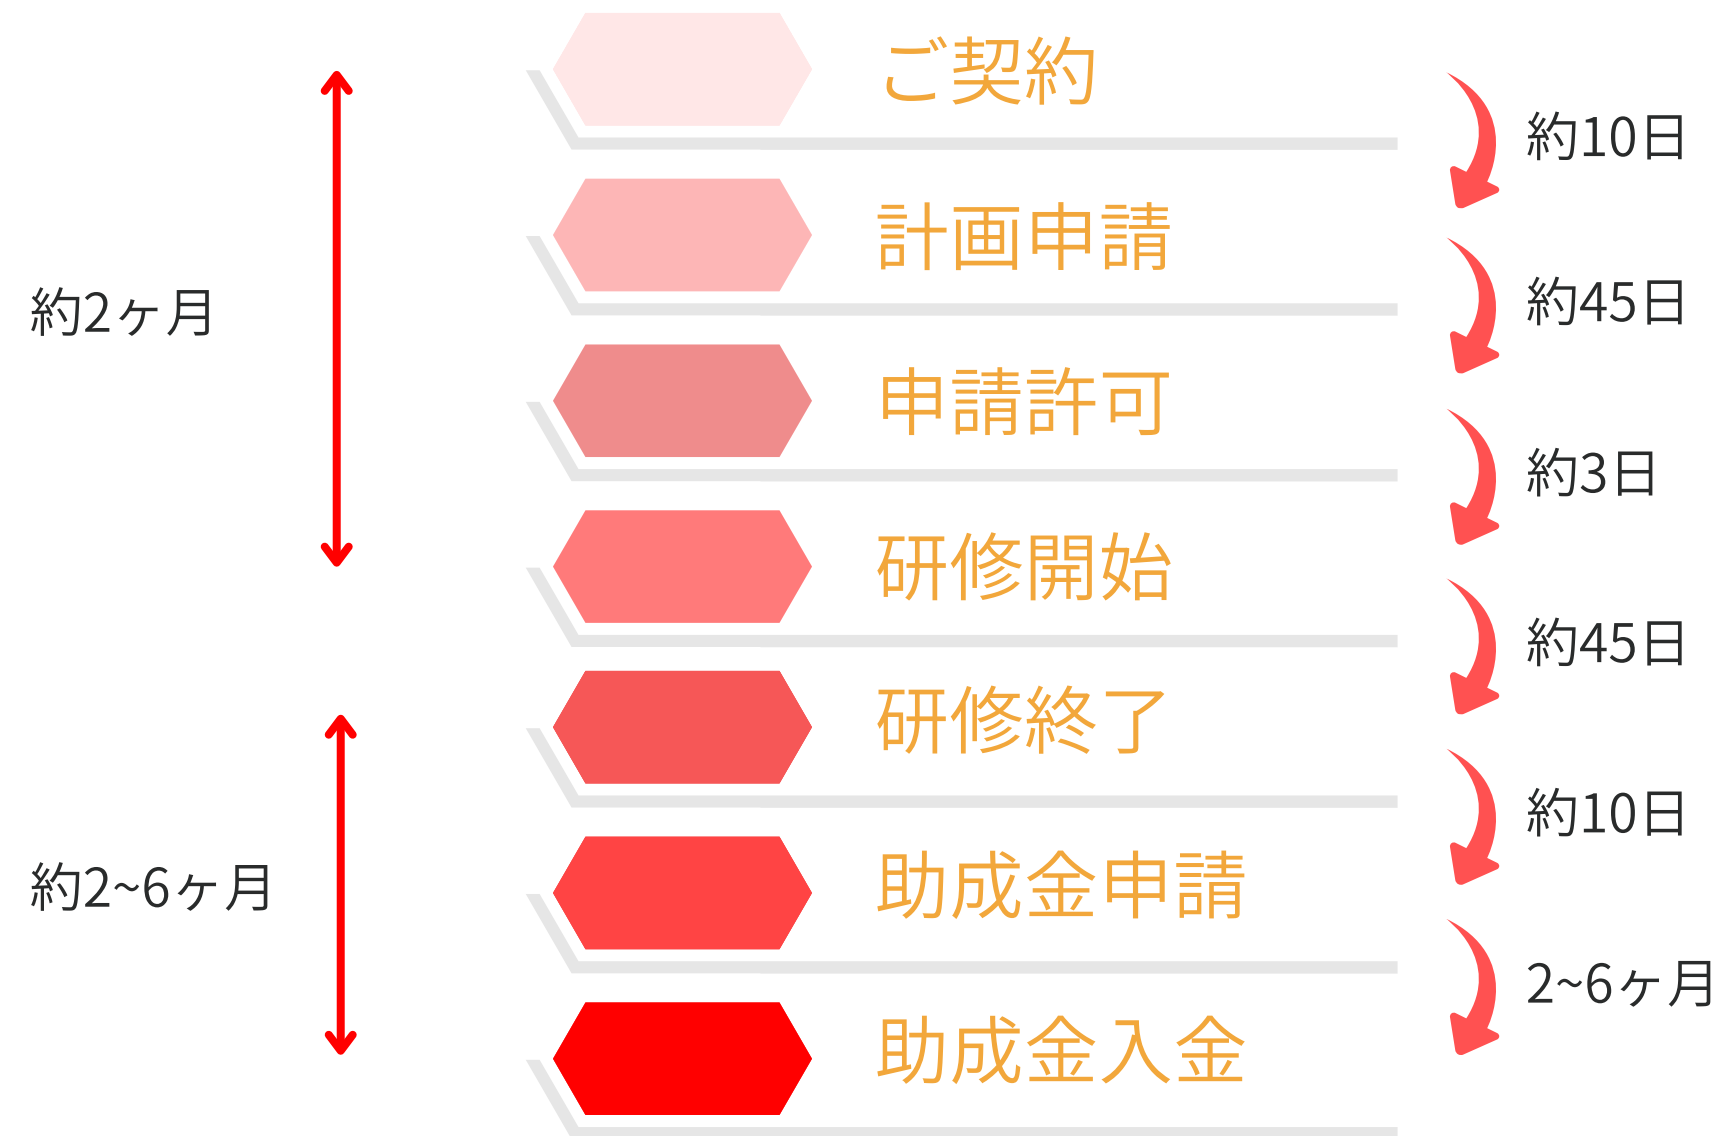 ご契約
約10日
計画申請
約45日
約2ヶ月
申請許可
約3日
研修開始
約45日
研修終了
約10日
約2~6ヶ月
助成金申請
2~6ヶ月
助成金入金